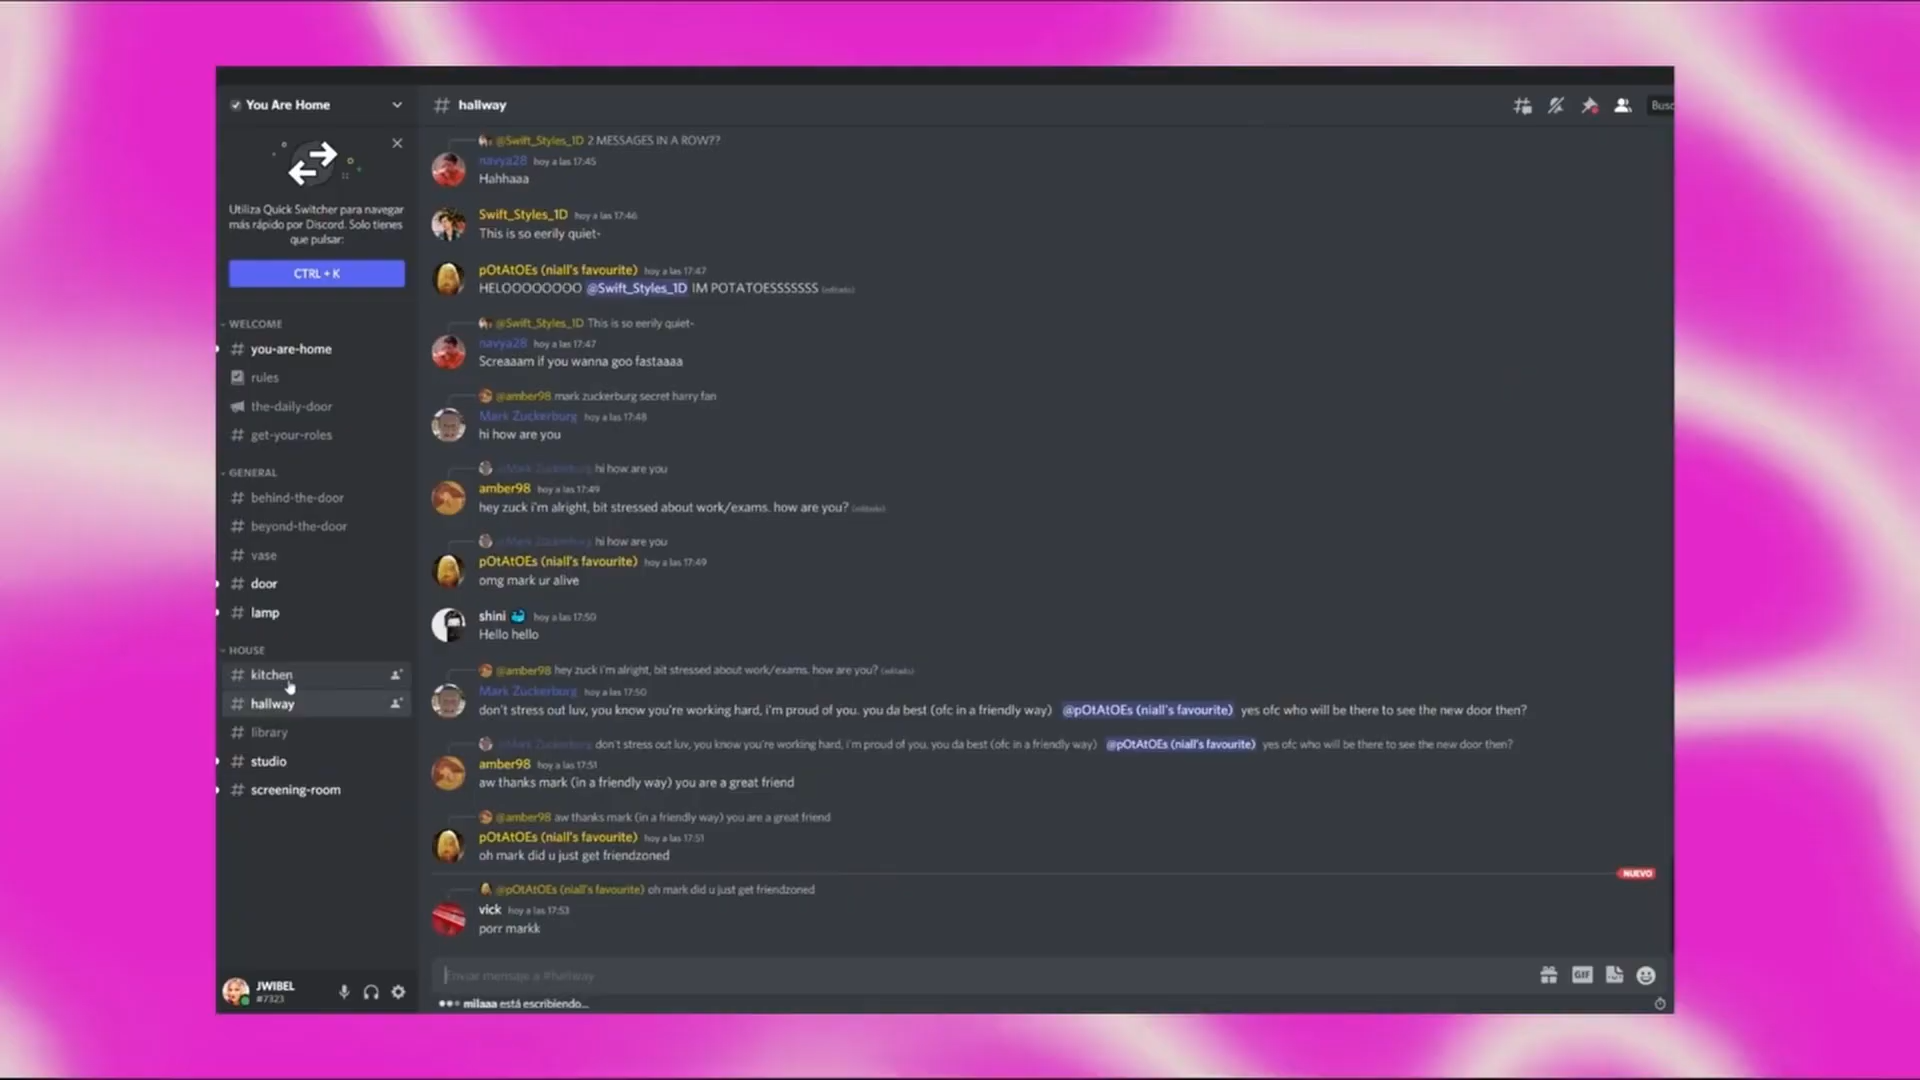 You Are Home
Utiliza Quick Switcher para navegar
más rápido por Discord. Solo tienes
que pulsar:
CTRL + K
WELCOME
you-are-home
rules
the-daily-door
get-your-roles
GENERAL
behind-the-door
beyond-the-door
vase
door
lamp
HOUSE
kitchen
hallway
library
studio
screening-room
JWIBEL
#7323
# hallway
Busc
@Swift_Styles_1D 2 MESSAGES IN A ROW??
navya28 hoy a las 17:45
Hahhaaa
Swift_Styles_1D hoy a las 17:46
This is so eerily quiet-
pOtAtOEs (niall's favourite) hoy a las 17:47
HELOOOOOOOO @Swift_Styles_1D IM POTATOESSSSSSS (editado)
@Swift_Styles_1D This is so eerily quiet-
navya28 hoy a las 17:47
Screaaam if you wanna goo fastaaaa
@amber98 mark zuckerburg secret harry fan
Mark Zuckerburg hoy a las 17:48
hi how are you
@Mark Zuckerburg hi how are you
amber98 hoy a las 17:49
hey zuck i'm alright, bit stressed about work/exams. how are you? (editado)
@Mark Zuckerburg hi how are you
pOtAtOEs (niall's favourite) hoy a las 17:49
omg mark ur alive
shini hoy a las 17:50
Hello hello
@amber98 hey zuck i'm alright, bit stressed about work/exams. how are you? (editado)
Mark Zuckerburg hoy a las 17:50
don't stress out luv, you know you're working hard, i'm proud of you. you da best (ofc in a friendly way) @pOtAtOEs (niall's favourite) yes ofc who will be there to see the new door then?
@Mark Zuckerburg don't stress out luv, you know you're working hard, i'm proud of you. you da best (ofc in a friendly way) @pOtAtOEs (niall's favourite) yes ofc who will be there to see the new door then?
amber98 hoy a las 17:51
aw thanks mark (in a friendly way) you are a great friend
@amber98 aw thanks mark (in a friendly way) you are a great friend
pOtAtOEs (niall's favourite) hoy a las 17:51
oh mark did u just get friendzoned
NUEVO
@pOtAtOEs (niall's favourite) oh mark did u just get friendzoned
vick hoy a las 17:53
porr markk
Enviar mensaje a #hallway
GIF
milaaa está escribiendo...